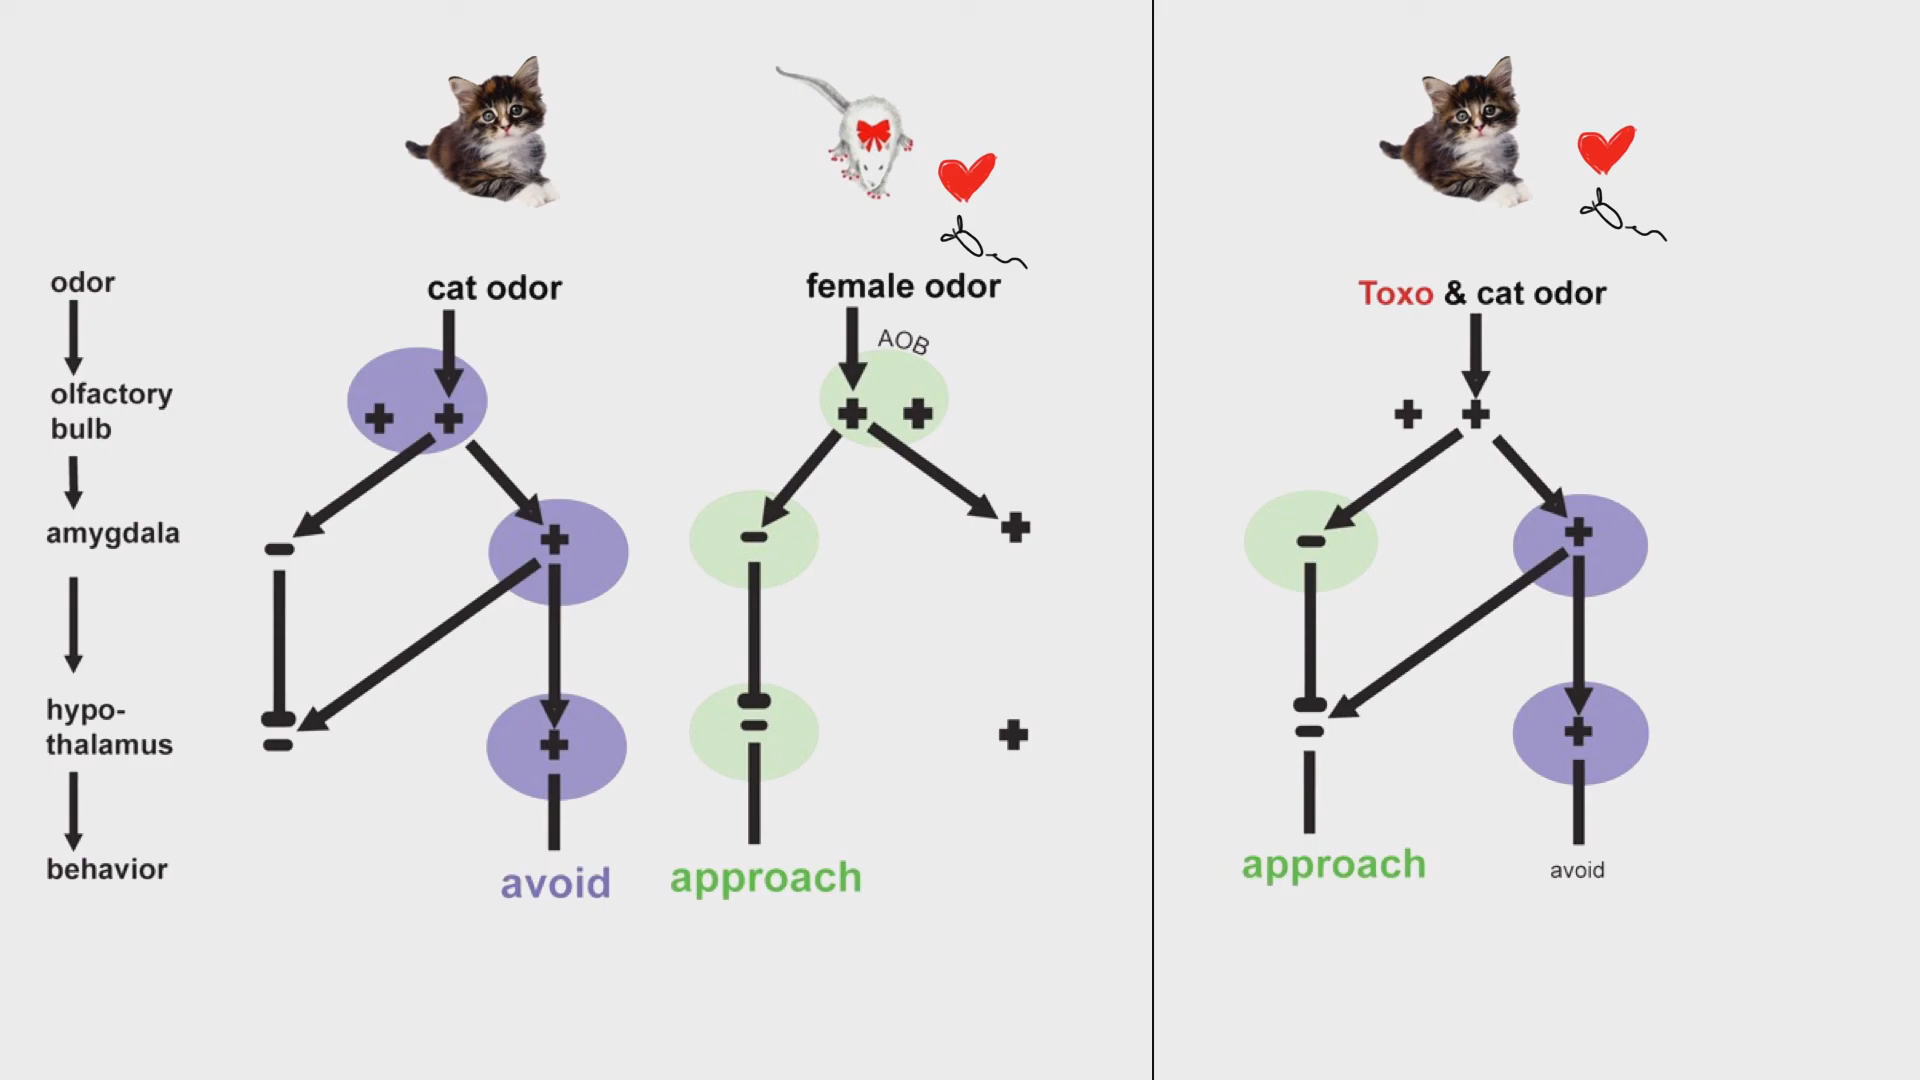 odor
olfactory
bulb
amygdala
hypo-
thalamus
behavior
cat odor
avoid
female odor
AOB
approach
Toxo & cat odor
approach
avoid